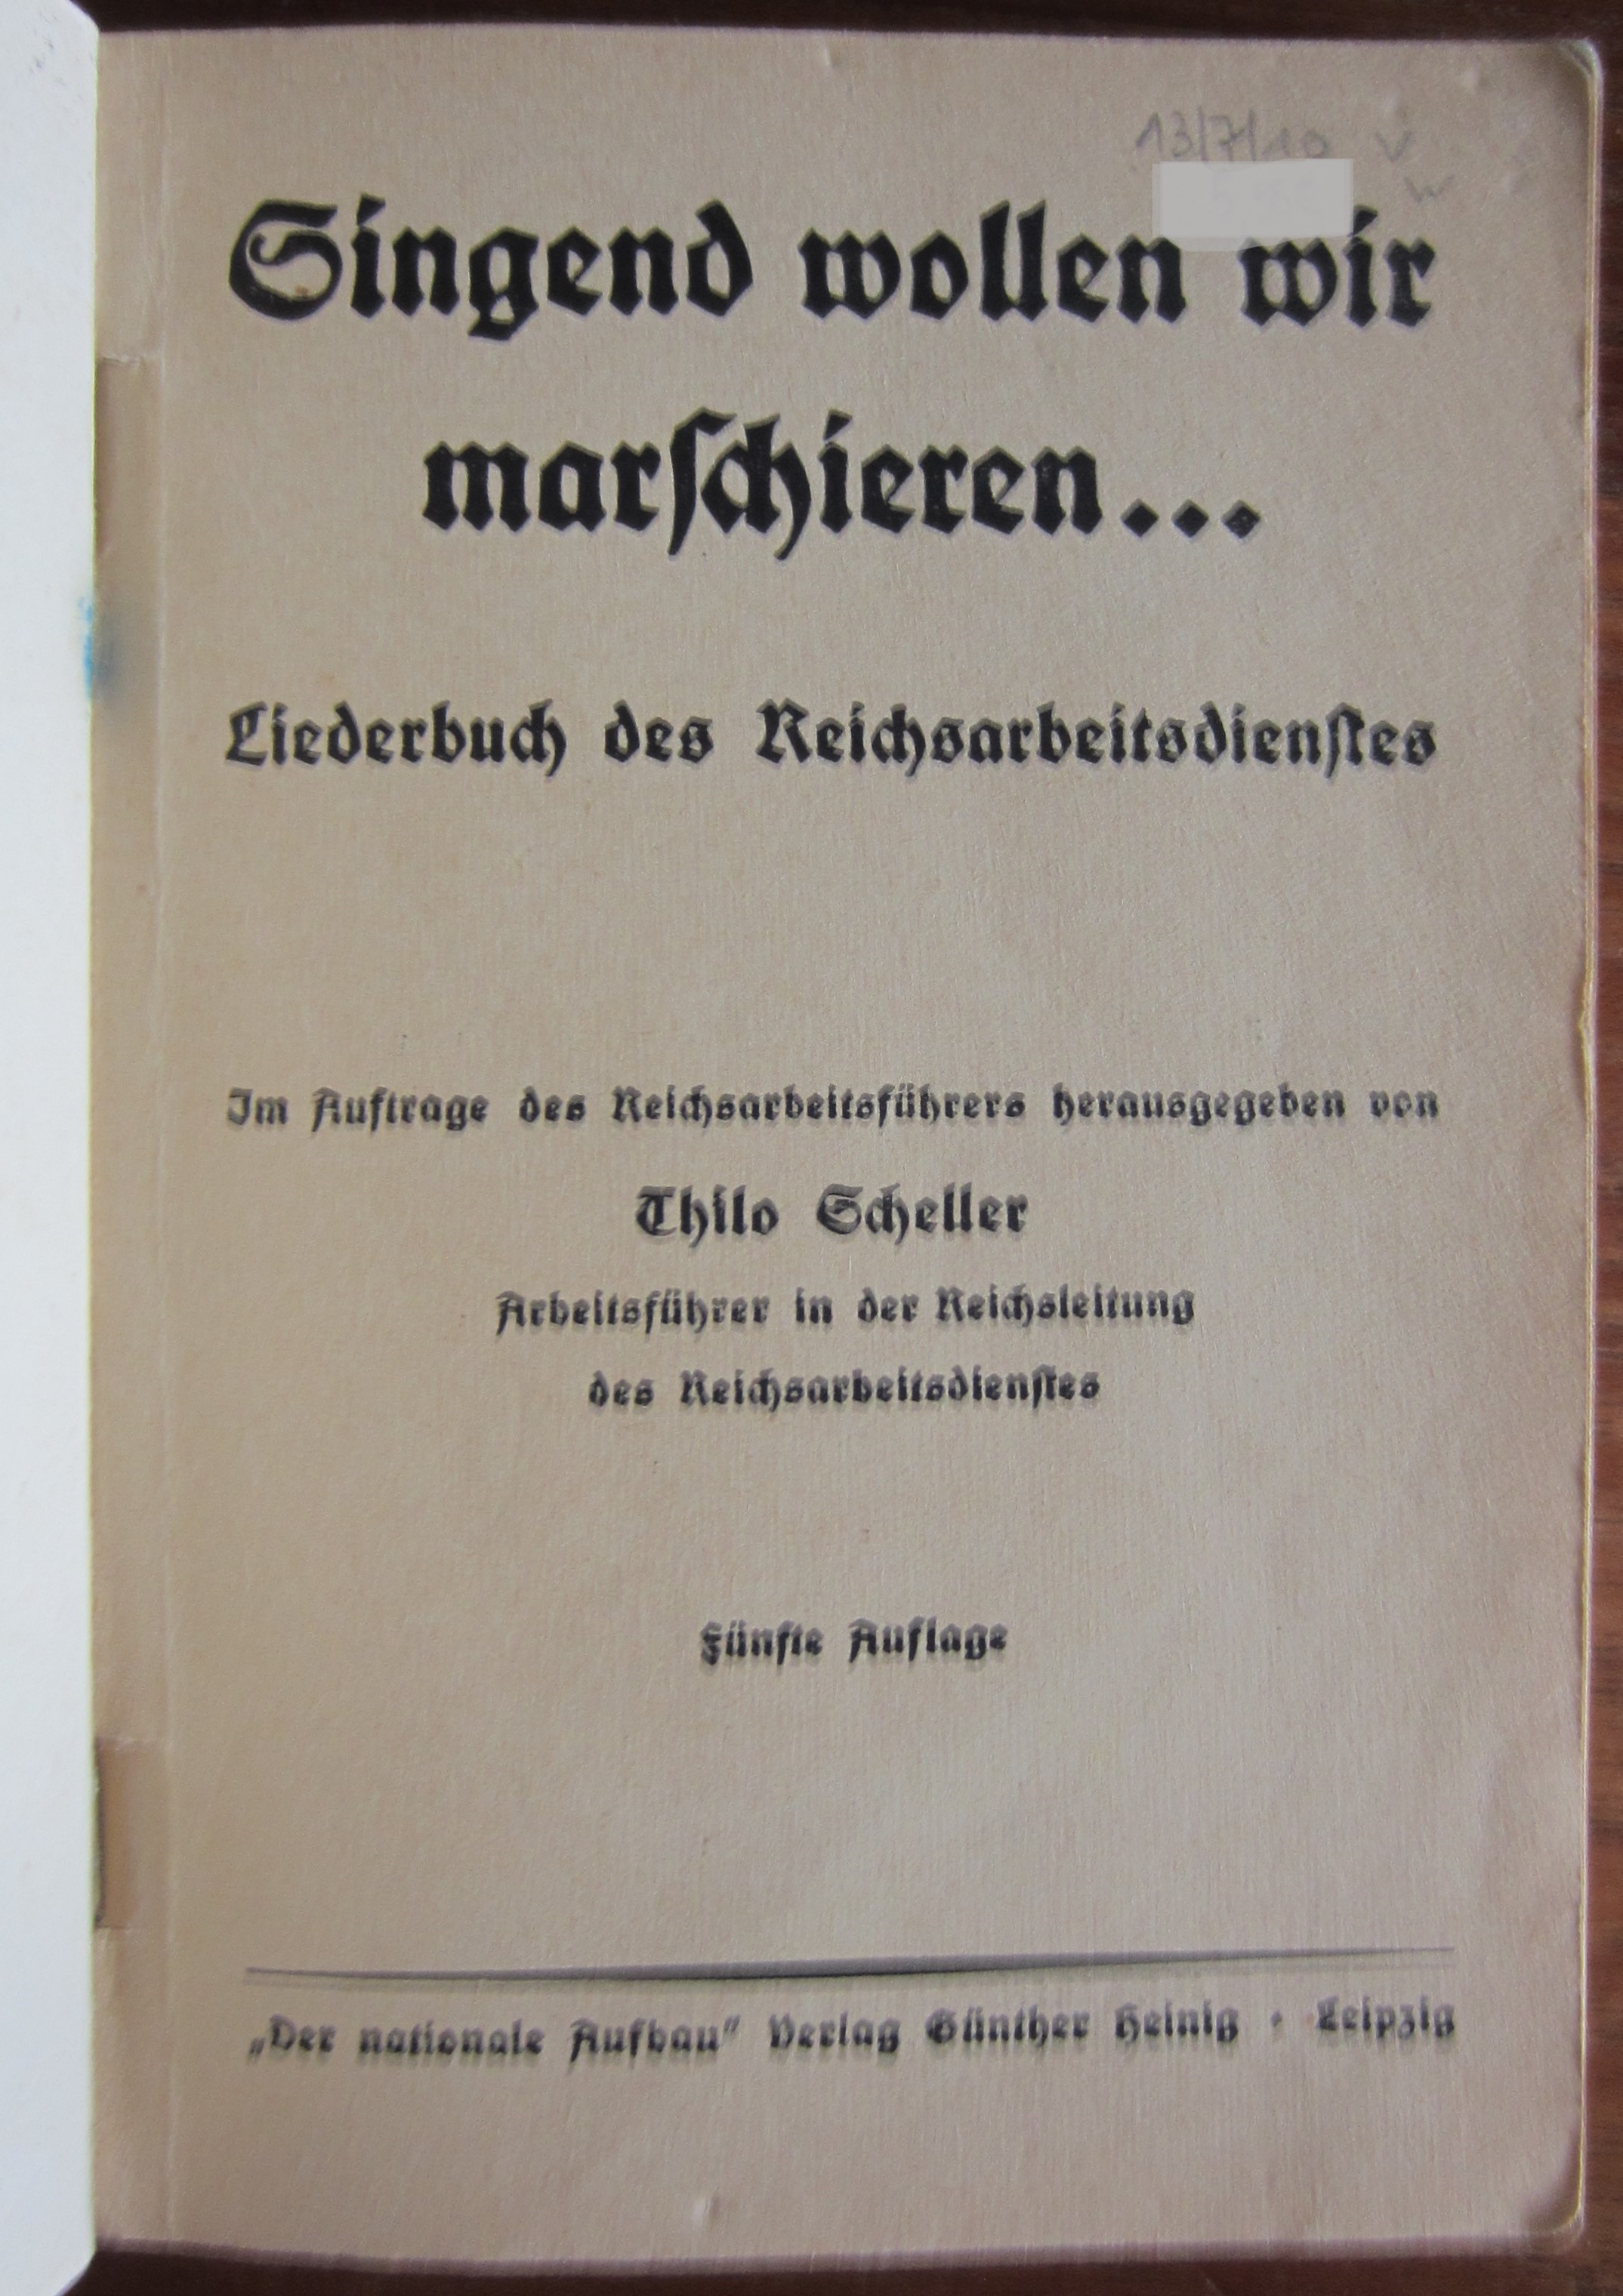 13/7/10
Singend wollen wir
marschieren...
Liederbuch des Reichsarbeitsdienstes
Im Auftrage des Reichsarbeitsführers herausgegeben von
Thilo Scheller
Arbeitsführer in der Reichsleitung
des Reichsarbeitsdienstes
Fünfte Auflage
„Der nationale Aufbau" Verlag Günther Heinig · Leipzig